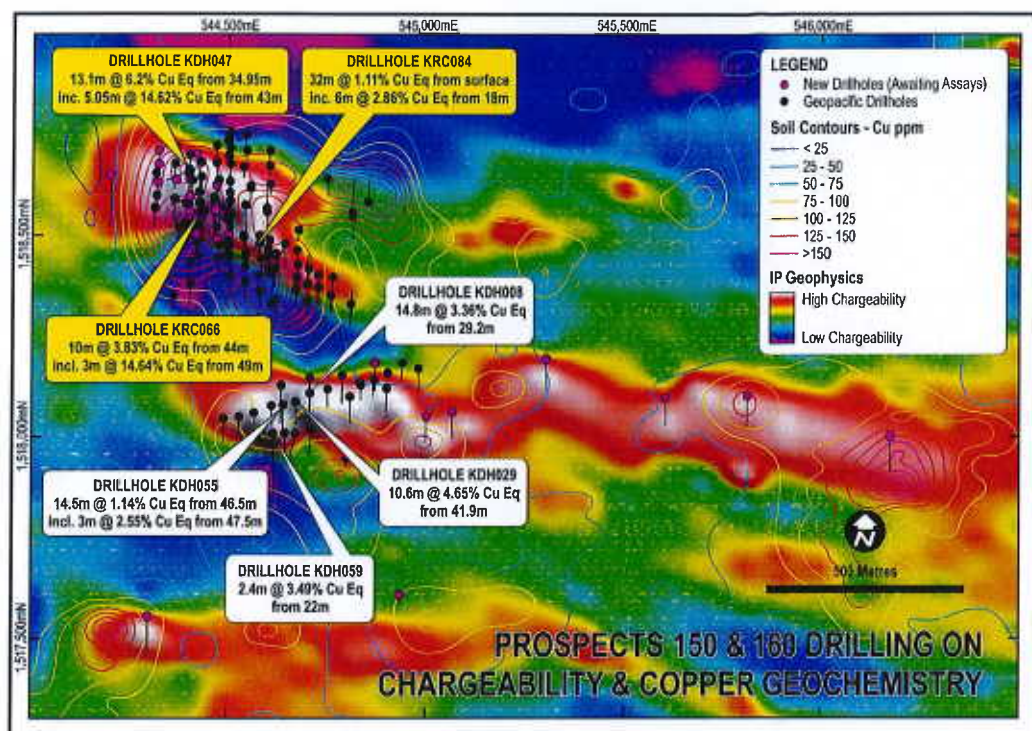 544,500mE
545,000mE
545,500mE
546,000mE
DRILLHOLE KDH047
13.1m @ 6.2% Cu Eq from 34.95m
inc. 5.05m @ 14.62% Cu Eq from 43m
DRILLHOLE KRC084
32m @ 1.11% Cu Eq from surface
inc. 6m @ 2.86% Cu Eq from 18m
LEGEND
New Drillholes (Awaiting Assays)
Geopacific Drillholes
Soil Contours - Cu ppm
< 25
25 - 50
50 - 75
75 - 100
100 - 125
125 - 150
>150
IP Geophysics
High Chargeability
Low Chargeability
1,518,500mN
DRILLHOLE KRC066
10m @ 3.83% Cu Eq from 44m
incl. 3m @ 14.64% Cu Eq from 49m
DRILLHOLE KDH008
14.8m @ 3.36% Cu Eq
from 29.2m
1,518,000mN
DRILLHOLE KDH055
14.5m @ 1.14% Cu Eq from 46.5m
Incl. 3m @ 2.55% Cu Eq from 47.5m
DRILLHOLE KDH029
10.6m @ 4.65% Cu Eq
from 41.9m
DRILLHOLE KDH059
2.4m @ 3.49% Cu Eq
from 22m
N
500 Metres
1,517,500mN
PROSPECTS 150 & 160 DRILLING ON
CHARGEABILITY & COPPER GEOCHEMISTRY